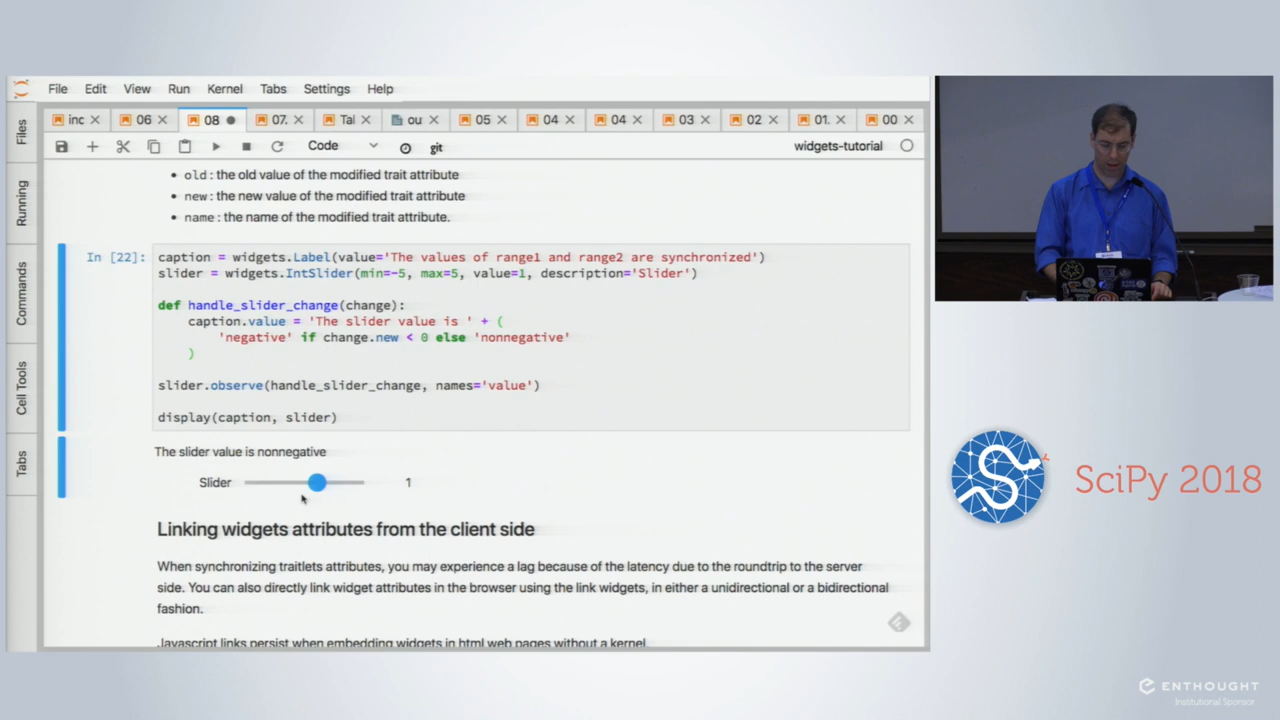 File Edit View Run Kernel Tabs Settings Help
inc 06 08 07. Tal ou 05 04 04 03 02 01. 00
Code git widgets-tutorial
Files
Running
Commands
Cell Tools
Tabs
• old : the old value of the modified trait attribute
• new : the new value of the modified trait attribute
• name : the name of the modified trait attribute.
In [22]:
caption = widgets.Label(value='The values of range1 and range2 are synchronized')
slider = widgets.IntSlider(min=-5, max=5, value=1, description='Slider')
def handle_slider_change(change):
caption.value = 'The slider value is ' + (
'negative' if change.new < 0 else 'nonnegative'
)
slider.observe(handle_slider_change, names='value')
display(caption, slider)
The slider value is nonnegative
Slider 1
Linking widgets attributes from the client side
When synchronizing traitlets attributes, you may experience a lag because of the latency due to the roundtrip to the server
side. You can also directly link widget attributes in the browser using the link widgets, in either a unidirectional or a bidirectional
fashion.
Javascript links persist when embedding widgets in html web pages without a kernel.
SciPy 2018
ENTHOUGHT
Institutional Sponsor